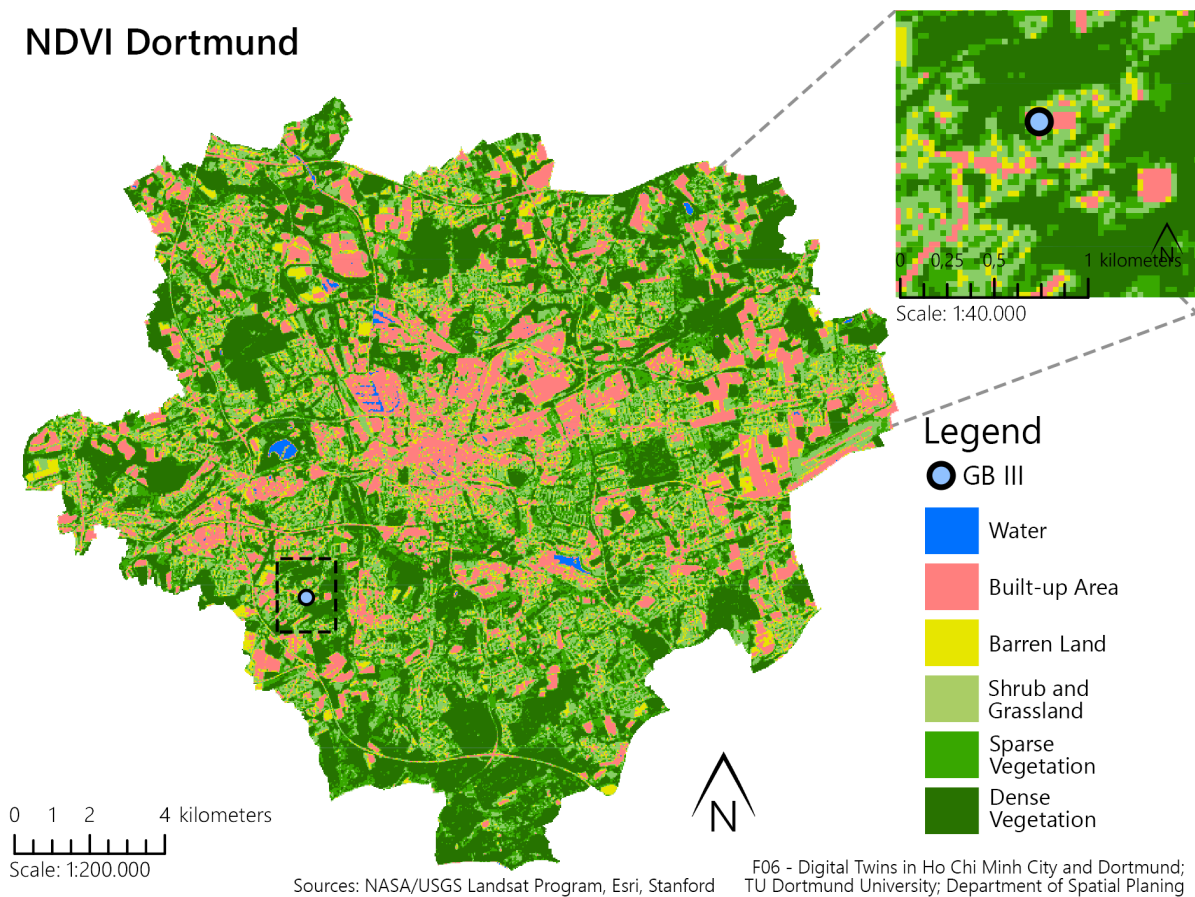 NDVI Dortmund
N
0 0,25 0,5 1 kilometers
Scale: 1:40.000
Legend
GB III
Water
Built-up Area
Barren Land
Shrub and
Grassland
Sparse
Vegetation
Dense
Vegetation
N
0 1 2 4 kilometers
Scale: 1:200.000
Sources: NASA/USGS Landsat Program, Esri, Stanford
F06 - Digital Twins in Ho Chi Minh City and Dortmund;
TU Dortmund University; Department of Spatial Planing